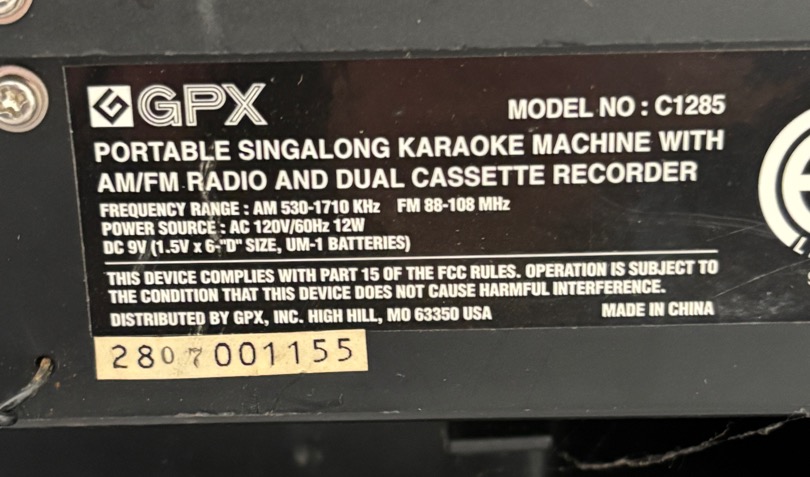 GPX
MODEL NO : C1285
PORTABLE SINGALONG KARAOKE MACHINE WITH
AM/FM RADIO AND DUAL CASSETTE RECORDER
FREQUENCY RANGE : AM 530-1710 KHz FM 88-108 MHz
POWER SOURCE : AC 120V/60Hz 12W
DC 9V (1.5V x 6-"D" SIZE, UM-1 BATTERIES)
THIS DEVICE COMPLIES WITH PART 15 OF THE FCC RULES. OPERATION IS SUBJECT TO
THE CONDITION THAT THIS DEVICE DOES NOT CAUSE HARMFUL INTERFERENCE.
DISTRIBUTED BY GPX, INC. HIGH HILL, MO 63350 USA MADE IN CHINA
2807001155